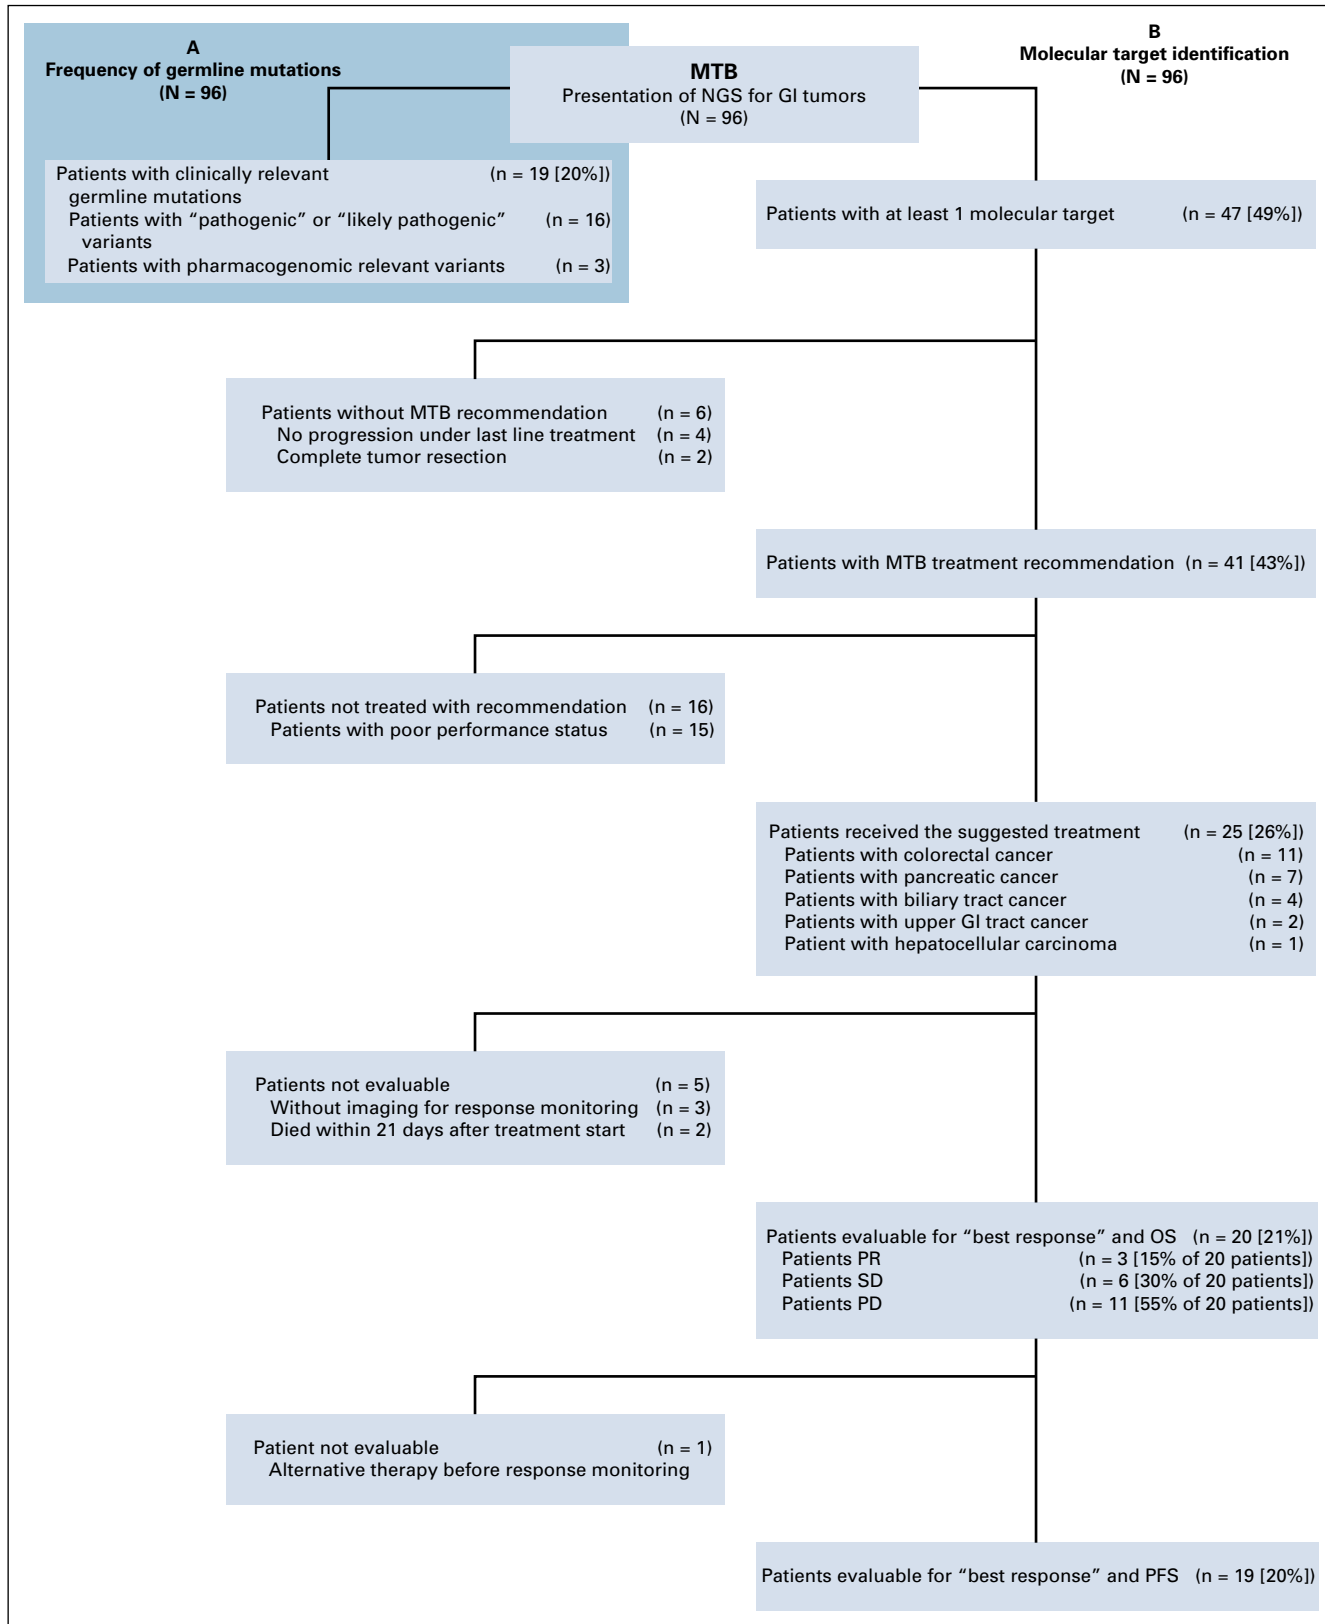 A
Frequency of germline mutations
(N = 96)
MTB
Presentation of NGS for GI tumors
(N = 96)
B
Molecular target identification
(N = 96)
Patients with clinically relevant (n = 19 [20%])
germline mutations
Patients with “pathogenic” or “likely pathogenic” (n = 16)
variants
Patients with pharmacogenomic relevant variants (n = 3)
Patients with at least 1 molecular target (n = 47 [49%])
Patients without MTB recommendation (n = 6)
No progression under last line treatment (n = 4)
Complete tumor resection (n = 2)
Patients with MTB treatment recommendation (n = 41 [43%])
Patients not treated with recommendation (n = 16)
Patients with poor performance status (n = 15)
Patients received the suggested treatment (n = 25 [26%])
Patients with colorectal cancer (n = 11)
Patients with pancreatic cancer (n = 7)
Patients with biliary tract cancer (n = 4)
Patients with upper GI tract cancer (n = 2)
Patient with hepatocellular carcinoma (n = 1)
Patients not evaluable (n = 5)
Without imaging for response monitoring (n = 3)
Died within 21 days after treatment start (n = 2)
Patients evaluable for “best response” and OS (n = 20 [21%])
Patients PR (n = 3 [15% of 20 patients])
Patients SD (n = 6 [30% of 20 patients])
Patients PD (n = 11 [55% of 20 patients])
Patient not evaluable (n = 1)
Alternative therapy before response monitoring
Patients evaluable for “best response” and PFS (n = 19 [20%])